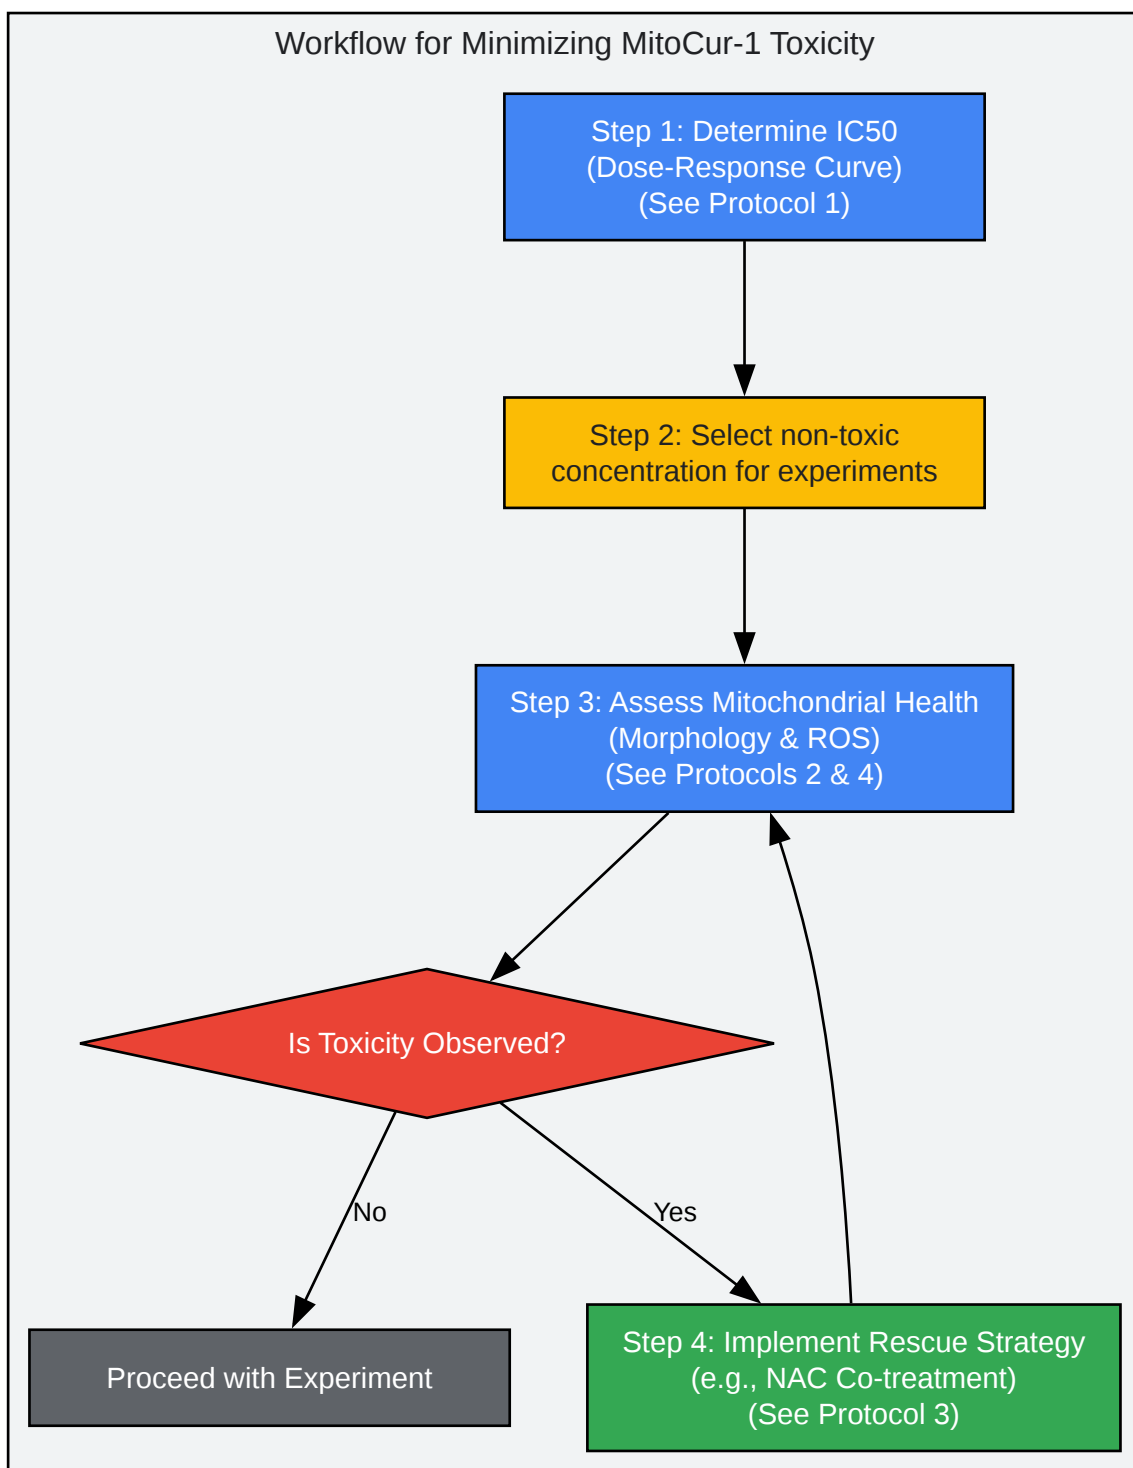 Workflow for Minimizing MitoCur-1 Toxicity
Step 1: Determine IC50
(Dose-Response Curve)
(See Protocol 1)
Step 2: Select non-toxic
concentration for experiments
Step 3: Assess Mitochondrial Health
(Morphology & ROS)
(See Protocols 2 & 4)
Is Toxicity Observed?
No
Yes
Proceed with Experiment
Step 4: Implement Rescue Strategy
(e.g., NAC Co-treatment)
(See Protocol 3)